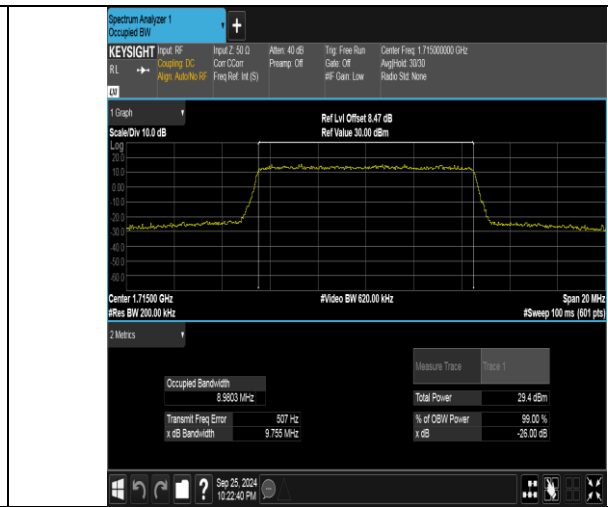 Spectrum Analyzer 1
Occupied BW
+
KEYSIGHT Input: RF Input Z: 50 Ω Atten: 40 dB Trig: Free Run Center Freq: 1.715000000 GHz
RL Coupling: DC Corr CCorr Preamp: Off Gate: Off Avg|Hold: 30/30
Align: Auto/No RF Freq Ref: Int (S) #IF Gain: Low Radio Std: None
1 Graph
Ref Lvl Offset 8.47 dB
Scale/Div 10.0 dB Ref Value 30.00 dBm
Log
20.0
10.0
0.00
-10.0
-20.0
-30.0
-40.0
-50.0
-60.0
Center 1.71500 GHz #Video BW 620.00 kHz Span 20 MHz
#Res BW 200.00 kHz #Sweep 100 ms (601 pts)
2 Metrics
Measure Trace Trace 1
Occupied Bandwidth
8.9803 MHz Total Power 29.4 dBm
Transmit Freq Error 507 Hz % of OBW Power 99.00 %
x dB Bandwidth 9.755 MHz x dB -26.00 dB
? Sep 25, 2024
10:22:40 PM